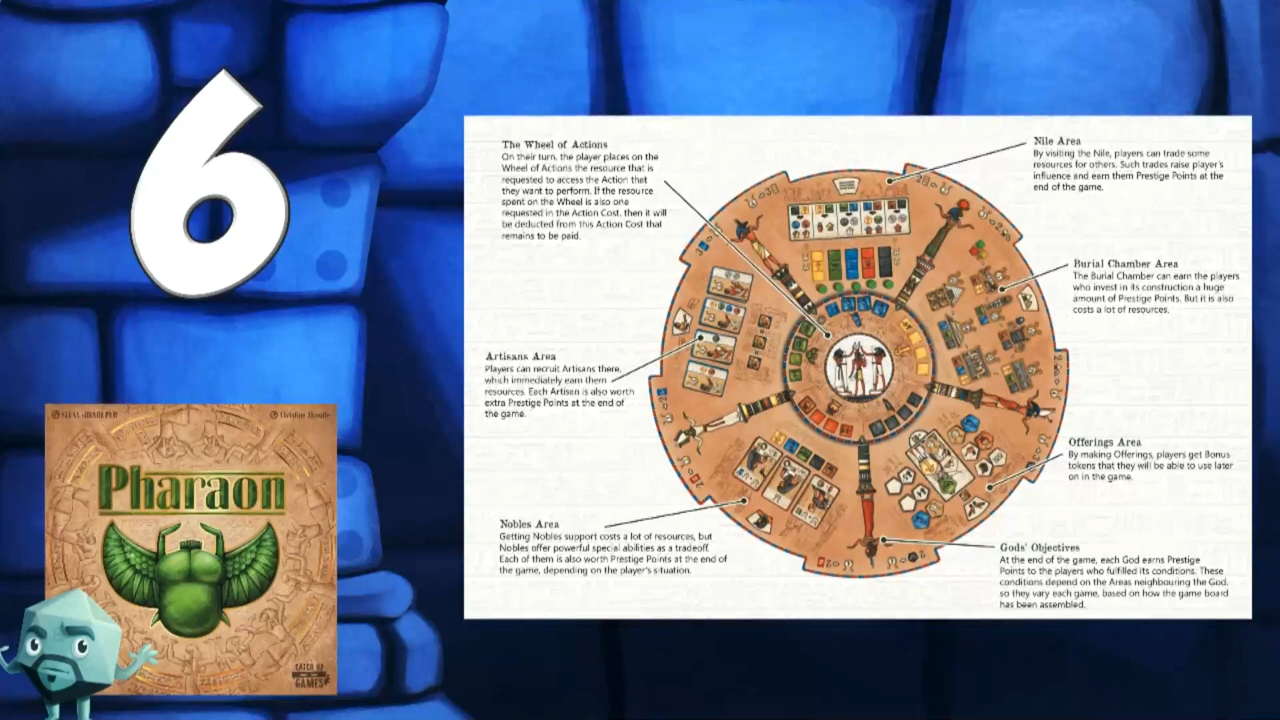 6
The Wheel of Actions
On their turn, the player places on the
Wheel of Actions the resource that is
requested to access the Action that
they want to perform. If the resource
spent on the Wheel is also one
requested in the Action Cost, then it will
be deducted from this Action Cost that
remains to be paid.
Nile Area
By visiting the Nile, players can trade some
resources for others. Such trades raise player's
influence and earn them Prestige Points at the
end of the game.
Burial Chamber Area
The Burial Chamber can earn the players
who invest in its construction a huge
amount of Prestige Points. But it is also
costs a lot of resources.
Artisans Area
Players can recruit Artisans there,
which immediately earn them
resources. Each Artisan is also worth
extra Prestige Points at the end of
the game.
Offerings Area
By making Offerings, players get Bonus
tokens that they will be able to use later
on in the game.
Nobles Area
Getting Nobles support costs a lot of resources, but
Nobles offer powerful special abilities as a tradeoff.
Each of them is also worth Prestige Points at the end of
the game, depending on the player's situation.
Gods' Objectives
At the end of the game, each God earns Prestige
Points to the players who fulfilled its conditions. These
conditions depend on the Areas neighbouring the God,
so they vary each game, based on how the game board
has been assembled.
Pharaon
CATCH UP
GAMES